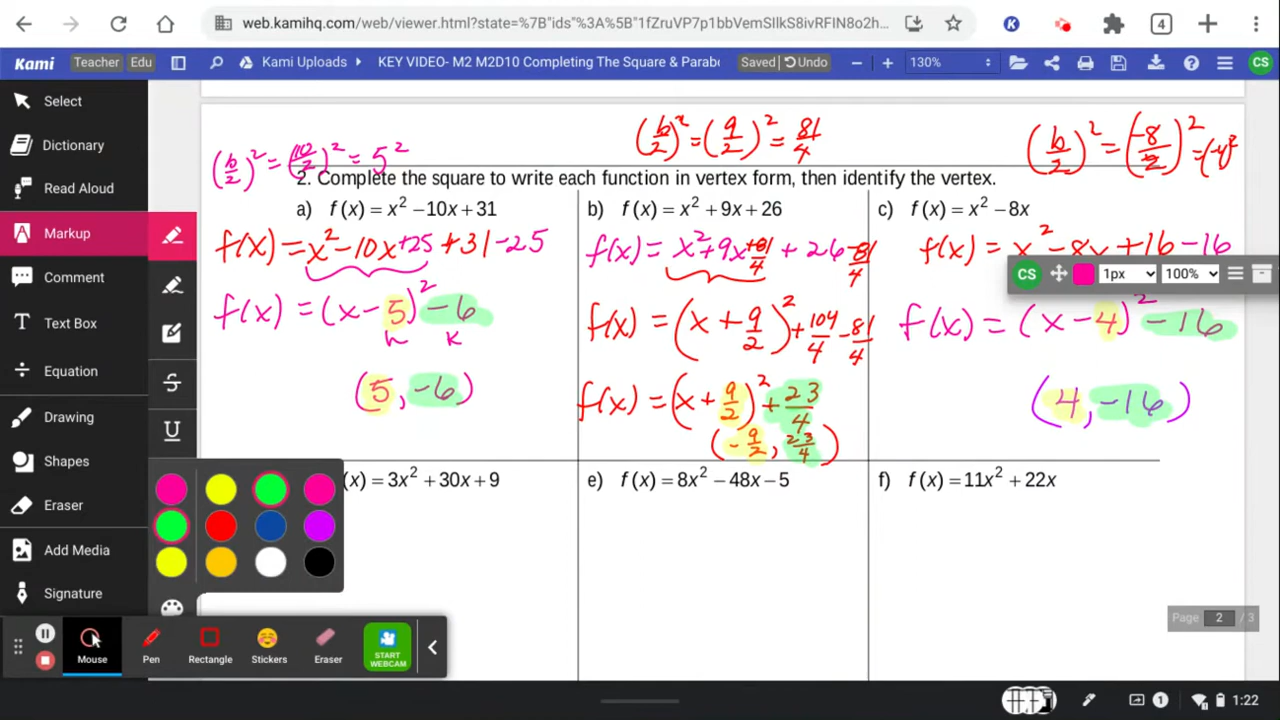 web.kamihq.com/web/viewer.html?state=%7B"ids"%3A%5B"1fZruVP7p1bbVemSIlkS8ivRFIN8o2h...
4
Kami Teacher Edu Kami Uploads KEY VIDEO- M2 M2D10 Completing The Square & Parabo Saved Undo 130% CS
Select
Dictionary
Read Aloud
Markup
Comment
Text Box
Equation
Drawing
Shapes
Eraser
Add Media
Signature
(b/2)² = (10/2)² = 5²
(b/2)² = (9/2)² = 81/4
(b/2)² = (-8/2)² = (-4)²
2. Complete the square to write each function in vertex form, then identify the vertex.
a) f(x) = x² − 10x + 31
f(x) = x² − 10x + 25 + 31 − 25
f(x) = (x − 5)² − 6
h k
(5, −6)
b) f(x) = x² + 9x + 26
f(x) = x² + 9x + 81/4 + 26 − 81/4
f(x) = (x + 9/2)² + 104/4 − 81/4
f(x) = (x + 9/2)² + 23/4
(−9/2, 23/4)
c) f(x) = x² − 8x
f(x) = x² − 8x + 16 − 16
CS 1px 100%
f(x) = (x − 4)² − 16
(4, −16)
(x) = 3x² + 30x + 9
e) f(x) = 8x² − 48x − 5
f(x) = 11x² + 22x
f)
Page 2 / 3
Mouse Pen Rectangle Stickers Eraser START WEBCAM
1 1:22